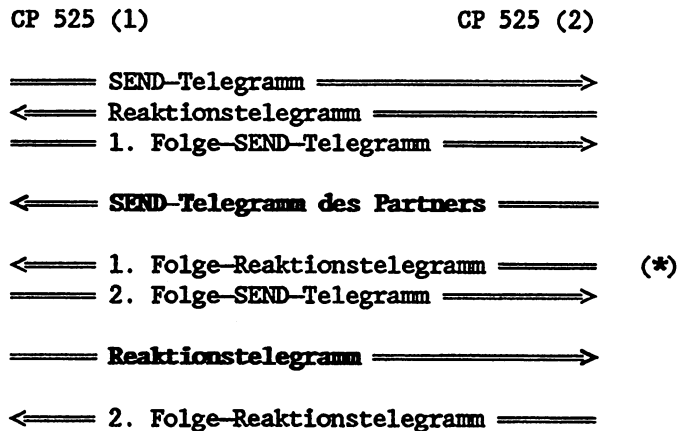 CP 525 (1) CP 525 (2)
SEND-Telegramm
Reaktionstelegramm
1. Folge-SEND-Telegramm
SEND-Telegramm des Partners
1. Folge-Reaktionstelegramm (*)
2. Folge-SEND-Telegramm
Reaktionstelegramm
2. Folge-Reaktionstelegramm